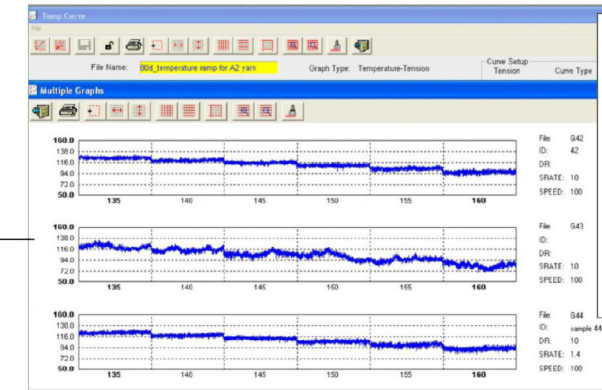 Temp Curve
File
File Name: 80d_temperature ramp for A2 yarn Graph Type: Temperature-Tension
Curve Setup
Tension Curve Type
Multiple Graphs
160.0
138.0
116.0
94.0
72.0
50.0
135 140 145 150 155 160
File: G42
ID: 42
DR:
SRATE: 10
SPEED: 100
160.0
138.0
116.0
94.0
72.0
50.0
135 140 145 150 155 160
File: G43
ID:
DR:
SRATE: 10
SPEED: 100
160.0
138.0
116.0
94.0
72.0
50.0
135 140 145 150 155 160
File: G44
ID: sample 44
DR: 10
SRATE: 1.4
SPEED: 100